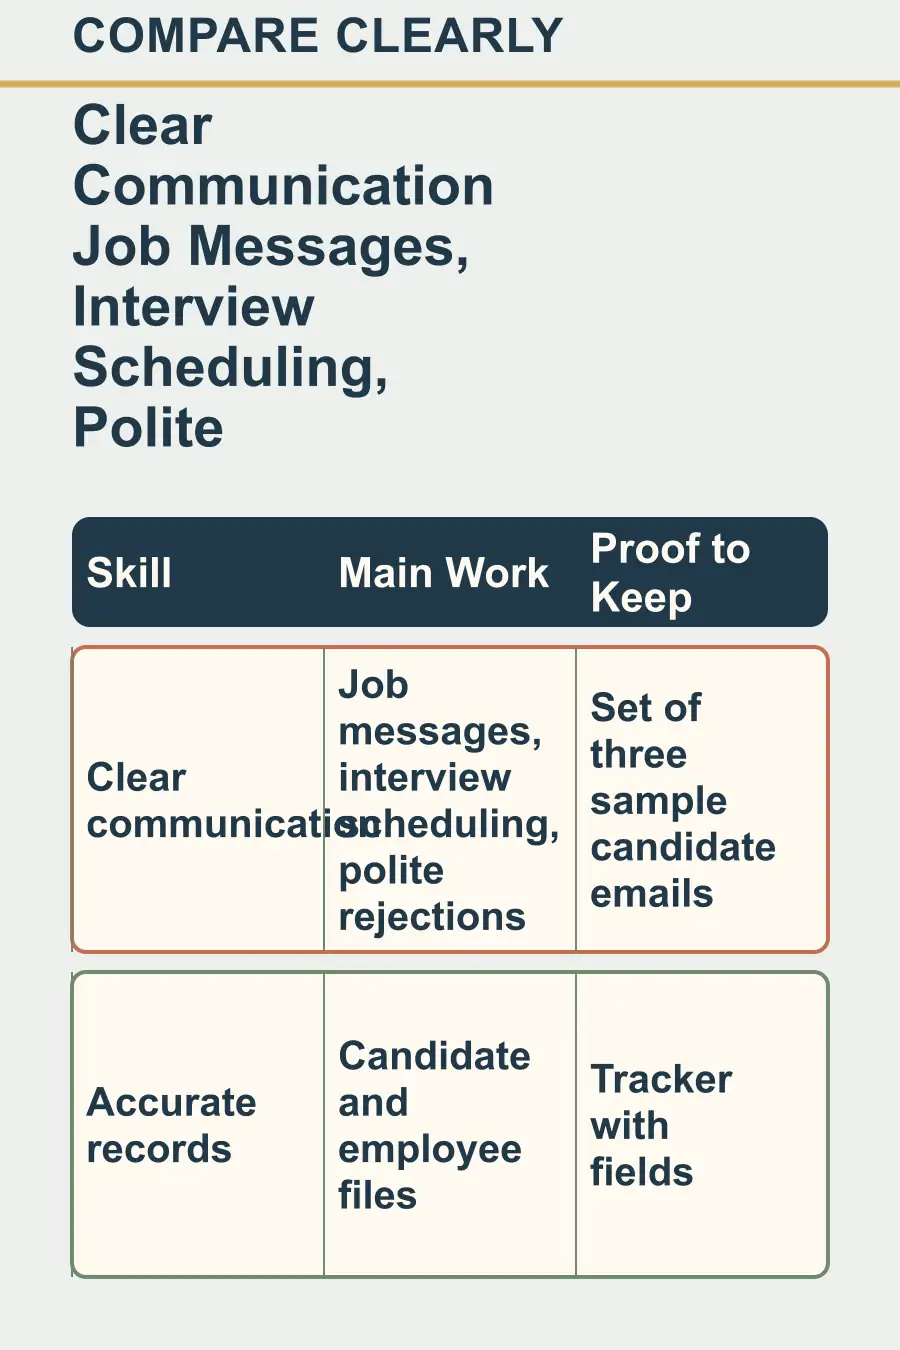 COMPARE CLEARLY
Clear
Communication
Job Messages,
Interview
Scheduling,
Polite
Skill
Main Work
Proof to
Keep
Clear
communication
Job
messages,
interview
scheduling,
polite
rejections
Set of
three
sample
candidate
emails
Accurate
records
Candidate
and
employee
files
Tracker
with
fields